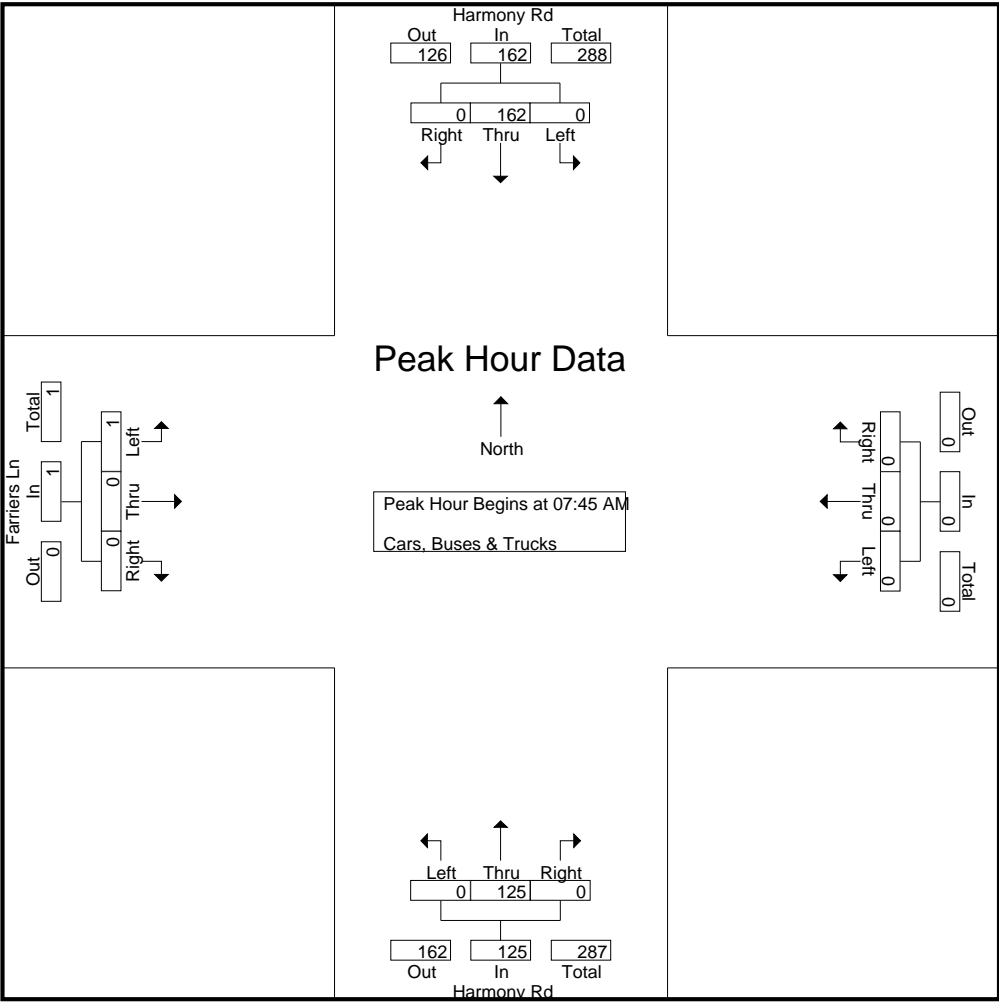 Harmony Rd
Out In Total
126 162 288
0 162 0
Right Thru Left
Peak Hour Data
North
Peak Hour Begins at 07:45 AM
Cars, Buses & Trucks
Farriers Ln
Out In Total
0 1 1
1 0 0
Left Thru Right
Right Thru Left
0 0 0
Out In Total
0 0 0
Left Thru Right
0 125 0
162 125 287
Out In Total
Harmony Rd